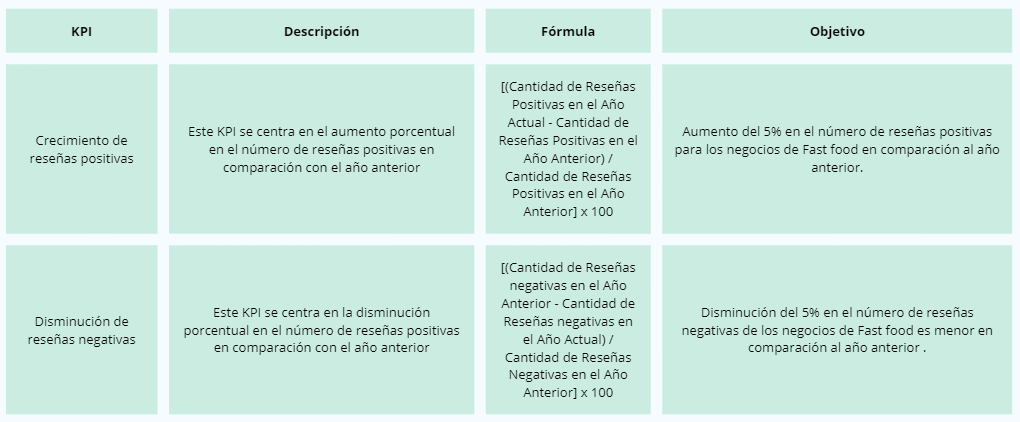 KPI
Descripción
Fórmula
Objetivo
Crecimiento de
reseñas positivas
Este KPI se centra en el aumento porcentual
en el número de reseñas positivas en
comparación con el año anterior
[(Cantidad de Reseñas
Positivas en el Año
Actual - Cantidad de
Reseñas Positivas en el
Año Anterior) /
Cantidad de Reseñas
Positivas en el Año
Anterior] x 100
Aumento del 5% en el número de reseñas positivas
para los negocios de Fast food en comparación al año
anterior.
Disminución de
reseñas negativas
Este KPI se centra en la disminución
porcentual en el número de reseñas positivas
en comparación con el año anterior
[(Cantidad de Reseñas
negativas en el Año
Anterior - Cantidad de
Reseñas negativas en
el Año Actual) /
Cantidad de Reseñas
Negativas en el Año
Anterior] x 100
Disminución del 5% en el número de reseñas
negativas de los negocios de Fast food es menor en
comparación al año anterior .